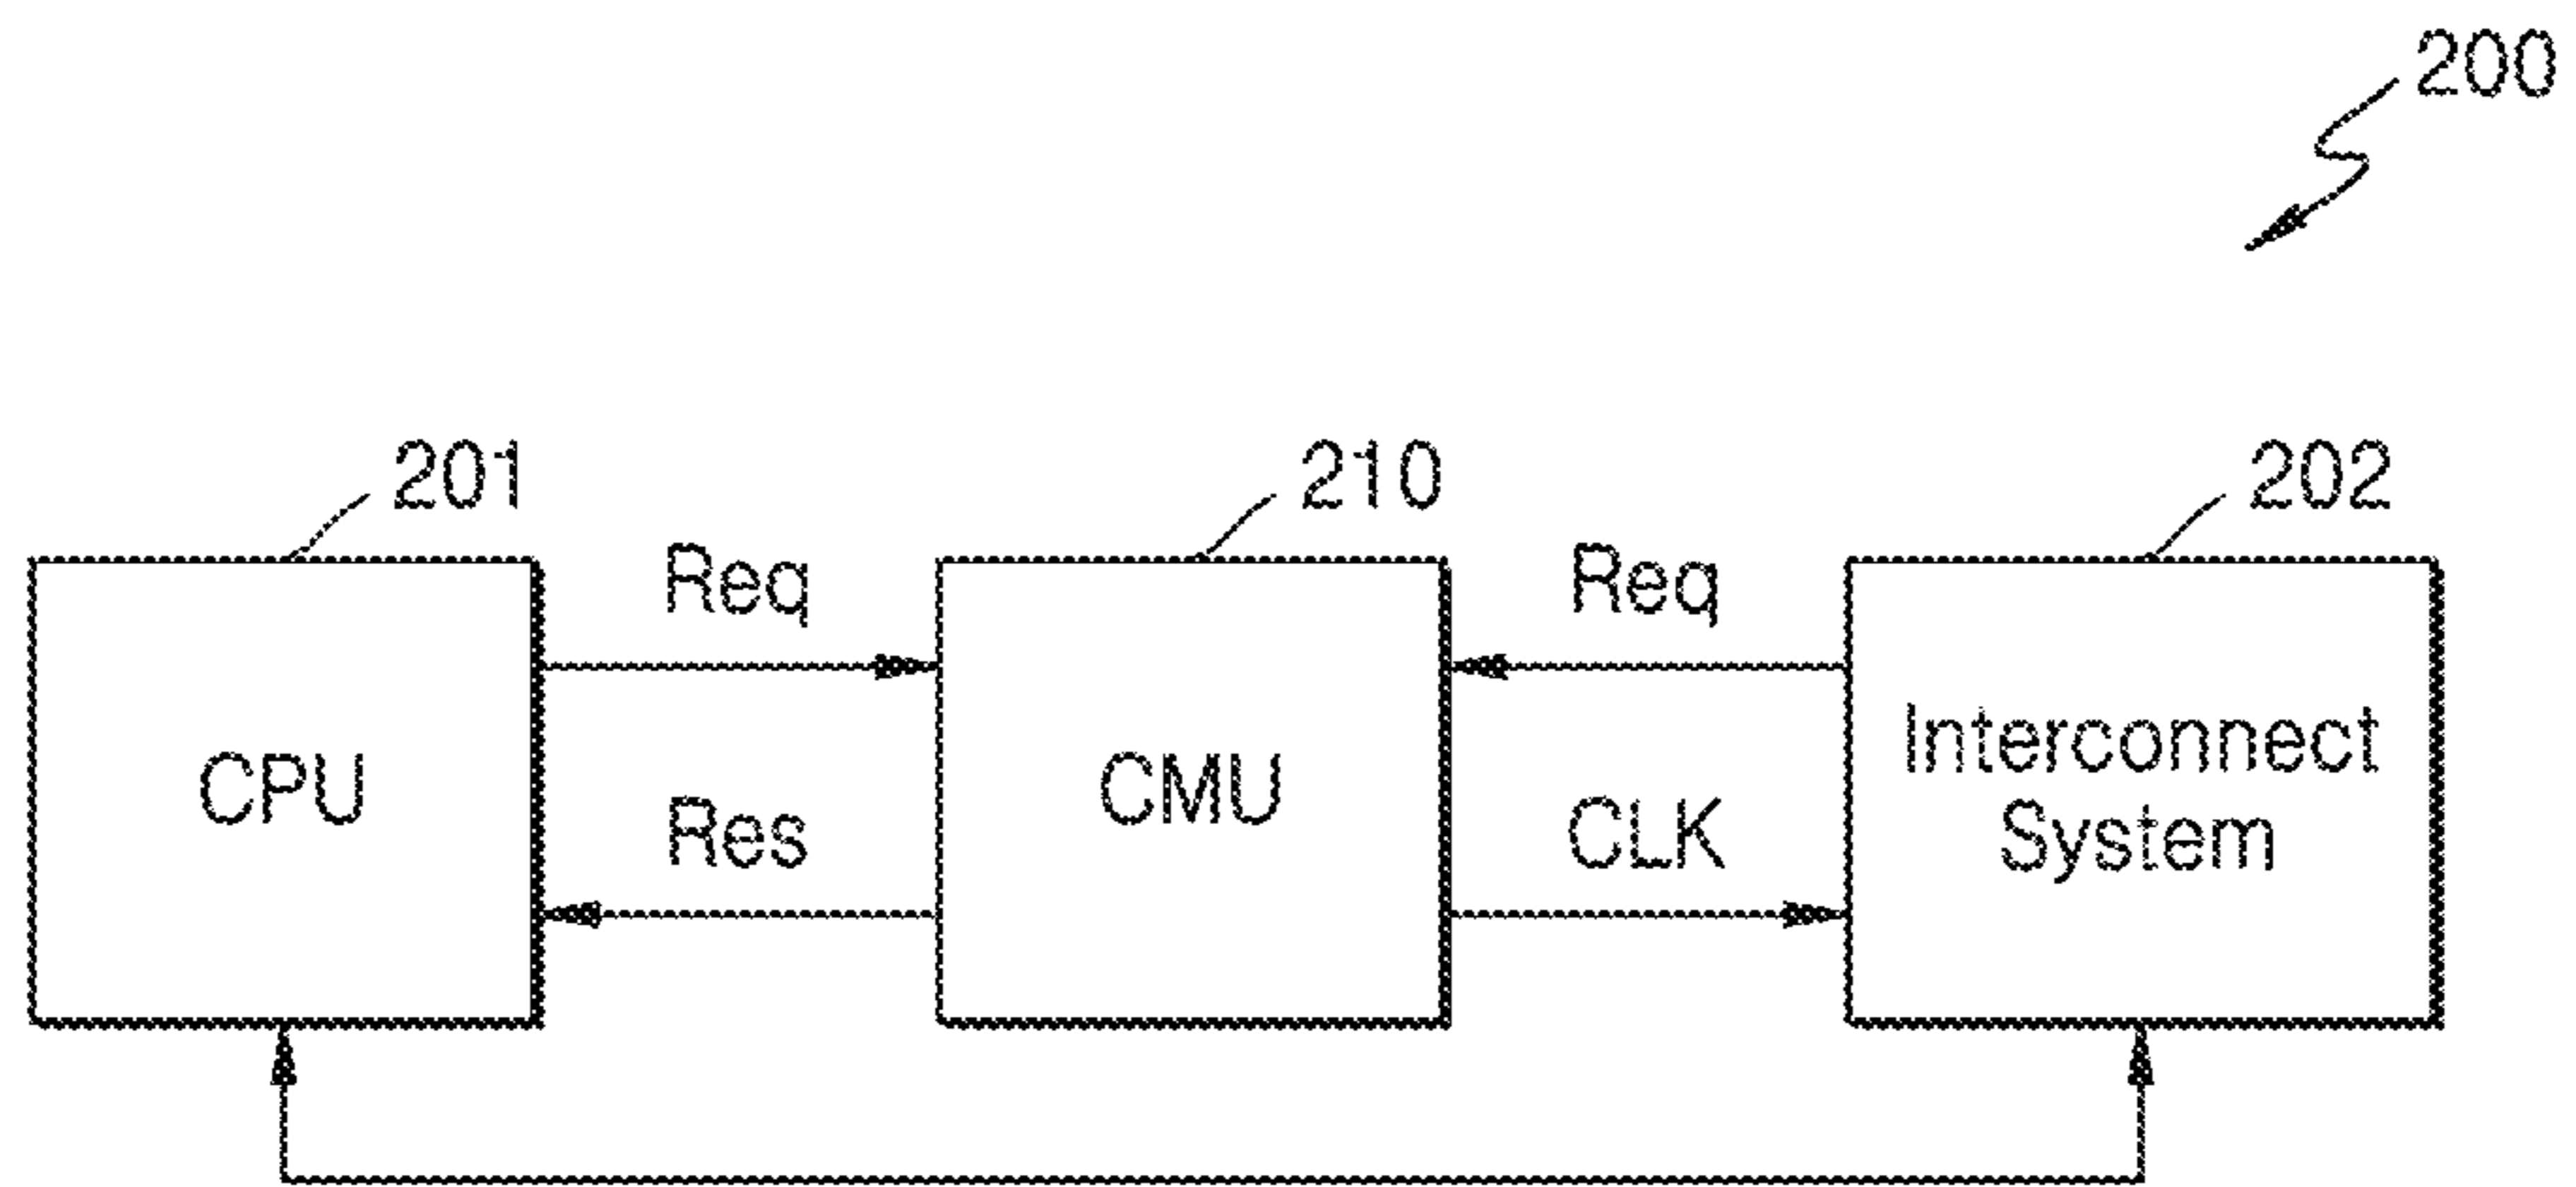 200
201
210
202
Req
Req
CPU
CMU
Interconnect
System
Res
CLK